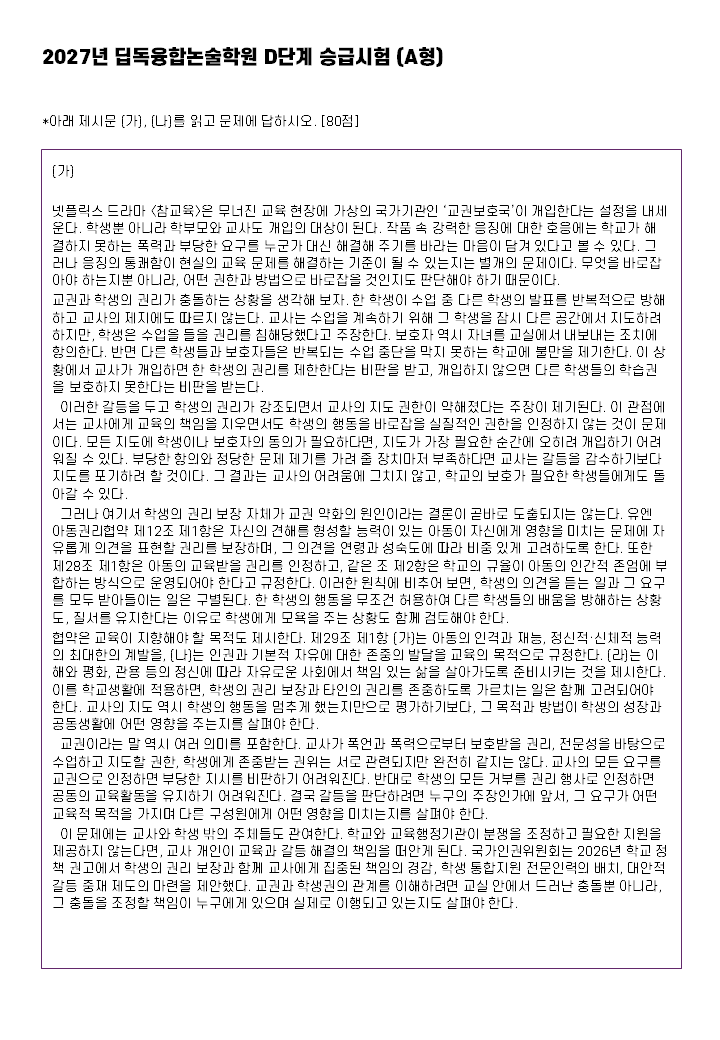 2027년 딥독융합논술학원 D단계 승급시험 (A형)
*아래 제시문 (가), (나)를 읽고 문제에 답하시오. [80점]
(가)
넷플릭스 드라마 <참교육>은 무너진 교육 현장에 가상의 국가기관인 '교권보호국'이 개입한다는 설정을 내세
운다. 학생뿐 아니라 학부모와 교사도 개입의 대상이 된다. 작품 속 강력한 응징에 대한 호응에는 학교가 해
결하지 못하는 폭력과 부당한 요구를 누군가 대신 해결해 주기를 바라는 마음이 담겨 있다고 볼 수 있다. 그
러나 응징의 통쾌함이 현실의 교육 문제를 해결하는 기준이 될 수 있는지는 별개의 문제이다. 무엇을 바로잡
아야 하는지뿐 아니라, 어떤 권한과 방법으로 바로잡을 것인지도 판단해야 하기 때문이다.
교권과 학생의 권리가 충돌하는 상황을 생각해 보자. 한 학생이 수업 중 다른 학생의 발표를 반복적으로 방해
하고 교사의 제지에도 따르지 않는다. 교사는 수업을 계속하기 위해 그 학생을 잠시 다른 공간에서 지도하려
하지만, 학생은 수업을 들을 권리를 침해당했다고 주장한다. 보호자 역시 자녀를 교실에서 내보내는 조치에
항의한다. 반면 다른 학생들과 보호자들은 반복되는 수업 중단을 막지 못하는 학교에 불만을 제기한다. 이 상
황에서 교사가 개입하면 한 학생의 권리를 제한한다는 비판을 받고, 개입하지 않으면 다른 학생들의 학습권
을 보호하지 못한다는 비판을 받는다.
이러한 갈등을 두고 학생의 권리가 강조되면서 교사의 지도 권한이 약해졌다는 주장이 제기된다. 이 관점에
서는 교사에게 교육의 책임을 지우면서도 학생의 행동을 바로잡을 실질적인 권한을 인정하지 않는 것이 문제
이다. 모든 지도에 학생이나 보호자의 동의가 필요하다면, 지도가 가장 필요한 순간에 오히려 개입하기 어려
워질 수 있다. 부당한 항의와 정당한 문제 제기를 가려 줄 장치마저 부족하다면 교사는 갈등을 감수하기보다
지도를 포기하려 할 것이다. 그 결과는 교사의 어려움에 그치지 않고, 학교의 보호가 필요한 학생들에게도 돌
아갈 수 있다.
그러나 여기서 학생의 권리 보장 자체가 교권 약화의 원인이라는 결론이 곧바로 도출되지는 않는다. 유엔
아동권리협약 제12조 제1항은 자신의 견해를 형성할 능력이 있는 아동이 자신에게 영향을 미치는 문제에 자
유롭게 의견을 표현할 권리를 보장하며, 그 의견을 연령과 성숙도에 따라 비중 있게 고려하도록 한다. 또한
제28조 제1항은 아동의 교육받을 권리를 인정하고, 같은 조 제2항은 학교의 규율이 아동의 인간적 존엄에 부
합하는 방식으로 운영되어야 한다고 규정한다. 이러한 원칙에 비추어 보면, 학생의 의견을 듣는 일과 그 요구
를 모두 받아들이는 일은 구별된다. 한 학생의 행동을 무조건 허용하여 다른 학생들의 배움을 방해하는 상황
도, 질서를 유지한다는 이유로 학생에게 모욕을 주는 상황도 함께 검토해야 한다.
협약은 교육이 지향해야 할 목적도 제시한다. 제29조 제1항 (가)는 아동의 인격과 재능, 정신적·신체적 능력
의 최대한의 계발을, (나)는 인권과 기본적 자유에 대한 존중의 발달을 교육의 목적으로 규정한다. (라)는 이
해와 평화, 관용 등의 정신에 따라 자유로운 사회에서 책임 있는 삶을 살아가도록 준비시키는 것을 제시한다.
이를 학교생활에 적용하면, 학생의 권리 보장과 타인의 권리를 존중하도록 가르치는 일은 함께 고려되어야
한다. 교사의 지도 역시 학생의 행동을 멈추게 했는지만으로 평가하기보다, 그 목적과 방법이 학생의 성장과
공동생활에 어떤 영향을 주는지를 살펴야 한다.
교권이라는 말 역시 여러 의미를 포함한다. 교사가 폭언과 폭력으로부터 보호받을 권리, 전문성을 바탕으로
수업하고 지도할 권한, 학생에게 존중받는 권위는 서로 관련되지만 완전히 같지는 않다. 교사의 모든 요구를
교권으로 인정하면 부당한 지시를 비판하기 어려워진다. 반대로 학생의 모든 거부를 권리 행사로 인정하면
공동의 교육활동을 유지하기 어려워진다. 결국 갈등을 판단하려면 누구의 주장인가에 앞서, 그 요구가 어떤
교육적 목적을 가지며 다른 구성원에게 어떤 영향을 미치는지를 살펴야 한다.
이 문제에는 교사와 학생 밖의 주체들도 관여한다. 학교와 교육행정기관이 분쟁을 조정하고 필요한 지원을
제공하지 않는다면, 교사 개인이 교육과 갈등 해결의 책임을 떠안게 된다. 국가인권위원회는 2026년 학교 정
책 권고에서 학생의 권리 보장과 함께 교사에게 집중된 책임의 경감, 학생 통합지원 전문인력의 배치, 대안적
갈등 중재 제도의 마련을 제안했다. 교권과 학생권의 관계를 이해하려면 교실 안에서 드러난 충돌뿐 아니라,
그 충돌을 조정할 책임이 누구에게 있으며 실제로 이행되고 있는지도 살펴야 한다.